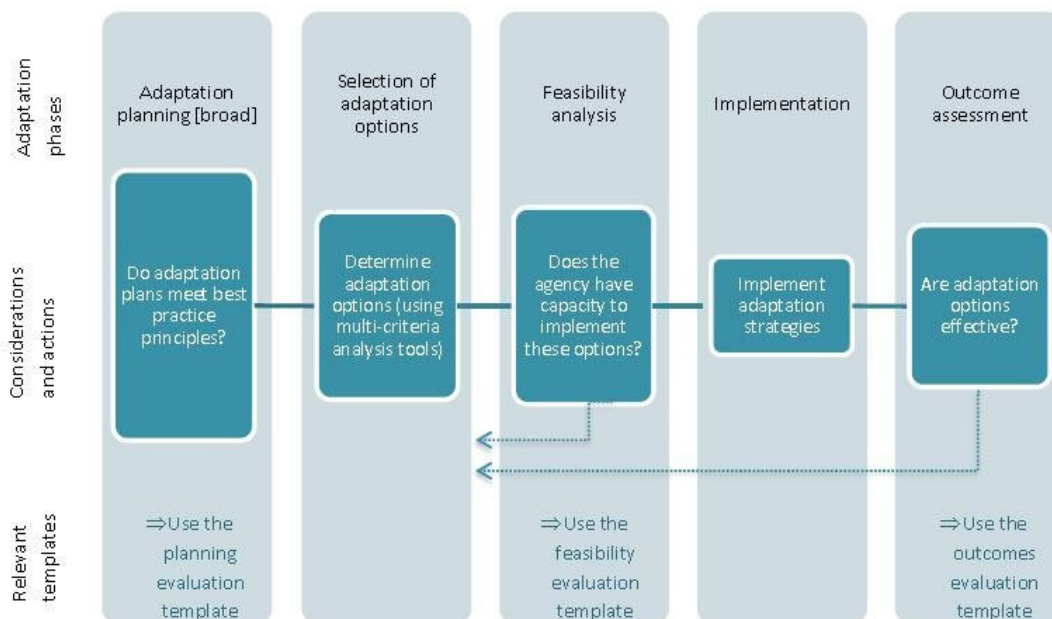 Adaptation
phases
Adaptation
planning [broad]
Selection of
adaptation
options
Feasibility
analysis
Implementation
Outcome
assessment
Considerations
and actions
Do adaptation
plans meet best
practice
principles?
Determine
adaptation
options (using
multi-criteria
analysis tools)
Does the
agency have
capacity to
implement
these options?
Implement
adaptation
strategies
Are adaptation
options
effective?
Relevant
templates
⇒Use the
planning
evaluation
template
⇒Use the
feasibility
evaluation
template
⇒Use the
outcomes
evaluation
template